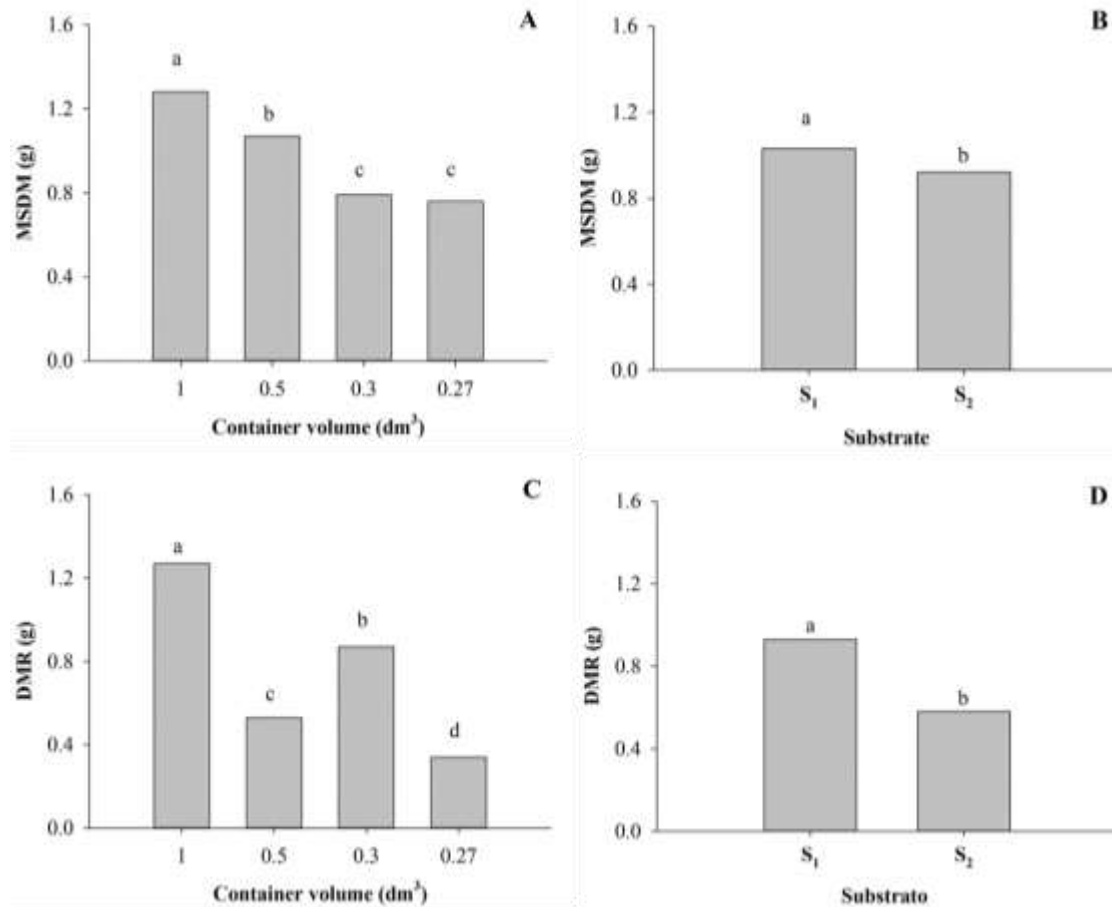 A
1.6
1.2
0.8
0.4
0.0
MSDM (g)
a
b
c
c
1 0.5 0.3 0.27
Container volume (dm³)
B
1.6
1.2
0.8
0.4
0.0
MSDM (g)
a
b
S₁ S₂
Substrate
C
1.6
1.2
0.8
0.4
0.0
DMR (g)
a
c
b
d
1 0.5 0.3 0.27
Container volume (dm³)
D
1.6
1.2
0.8
0.4
0.0
DMR (g)
a
b
S₁ S₂
Substrato